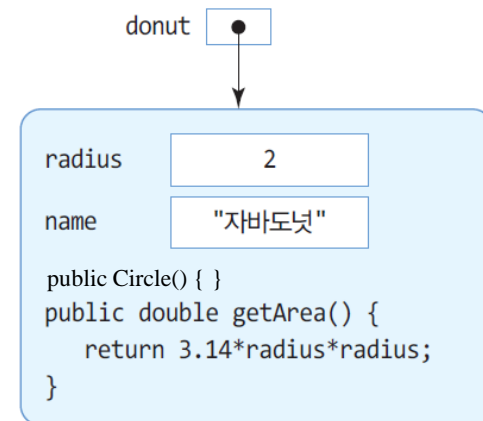 donut
radius 2
name "자바도넛"
public Circle() { }
public double getArea() {
return 3.14*radius*radius;
}